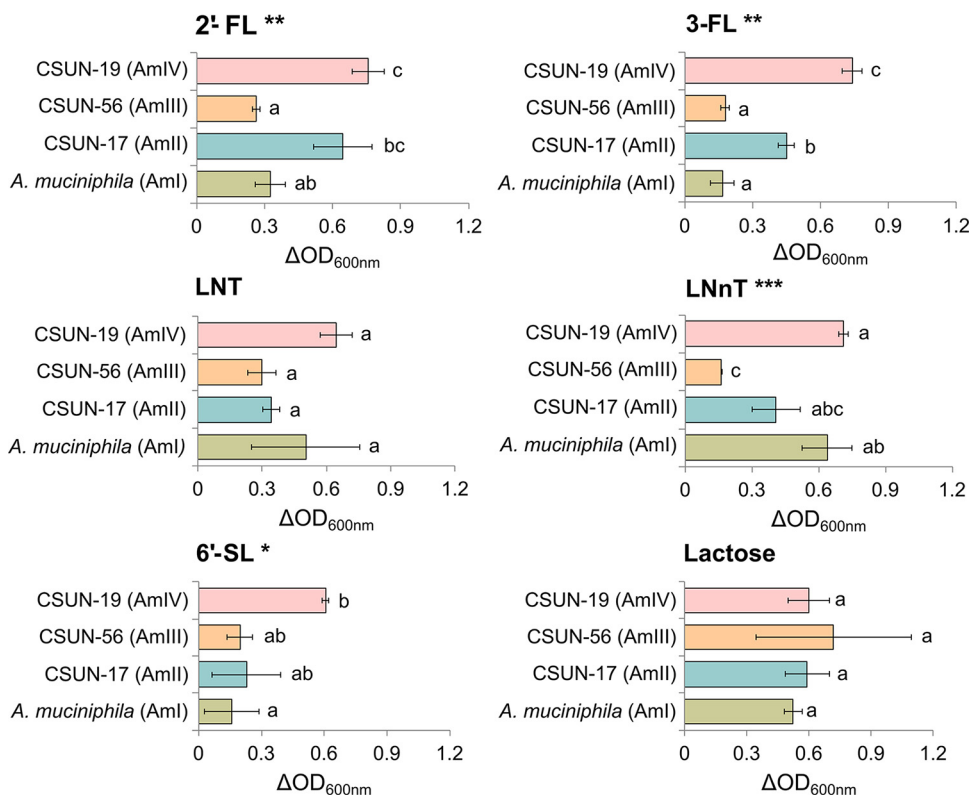 2'- FL **
CSUN-19 (AmIV)
c
CSUN-56 (AmIII)
a
CSUN-17 (AmII)
bc
A. muciniphila (AmI)
ab
0 0.3 0.6 0.9 1.2
ΔOD600nm
3-FL **
CSUN-19 (AmIV)
c
CSUN-56 (AmIII)
a
CSUN-17 (AmII)
b
A. muciniphila (AmI)
a
0 0.3 0.6 0.9 1.2
ΔOD600nm
LNT
CSUN-19 (AmIV)
a
CSUN-56 (AmIII)
a
CSUN-17 (AmII)
a
A. muciniphila (AmI)
a
0 0.3 0.6 0.9 1.2
ΔOD600nm
LNnT ***
CSUN-19 (AmIV)
a
CSUN-56 (AmIII)
c
CSUN-17 (AmII)
abc
A. muciniphila (AmI)
ab
0 0.3 0.6 0.9 1.2
ΔOD600nm
6'-SL *
CSUN-19 (AmIV)
b
CSUN-56 (AmIII)
ab
CSUN-17 (AmII)
ab
A. muciniphila (AmI)
a
0 0.3 0.6 0.9 1.2
ΔOD600nm
Lactose
CSUN-19 (AmIV)
a
CSUN-56 (AmIII)
a
CSUN-17 (AmII)
a
A. muciniphila (AmI)
a
0 0.3 0.6 0.9 1.2
ΔOD600nm